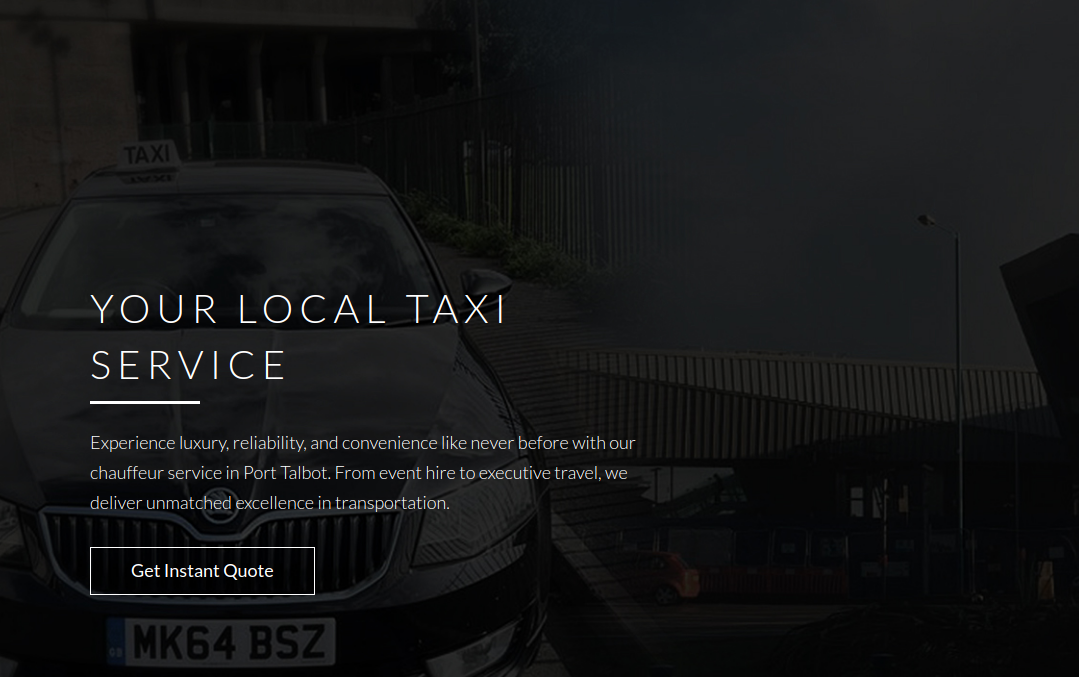 TAXI
YOUR LOCAL TAXI
SERVICE
Experience luxury, reliability, and convenience like never before with our
chauffeur service in Port Talbot. From event hire to executive travel, we
deliver unmatched excellence in transportation.
Get Instant Quote
GB MK64 BSZ